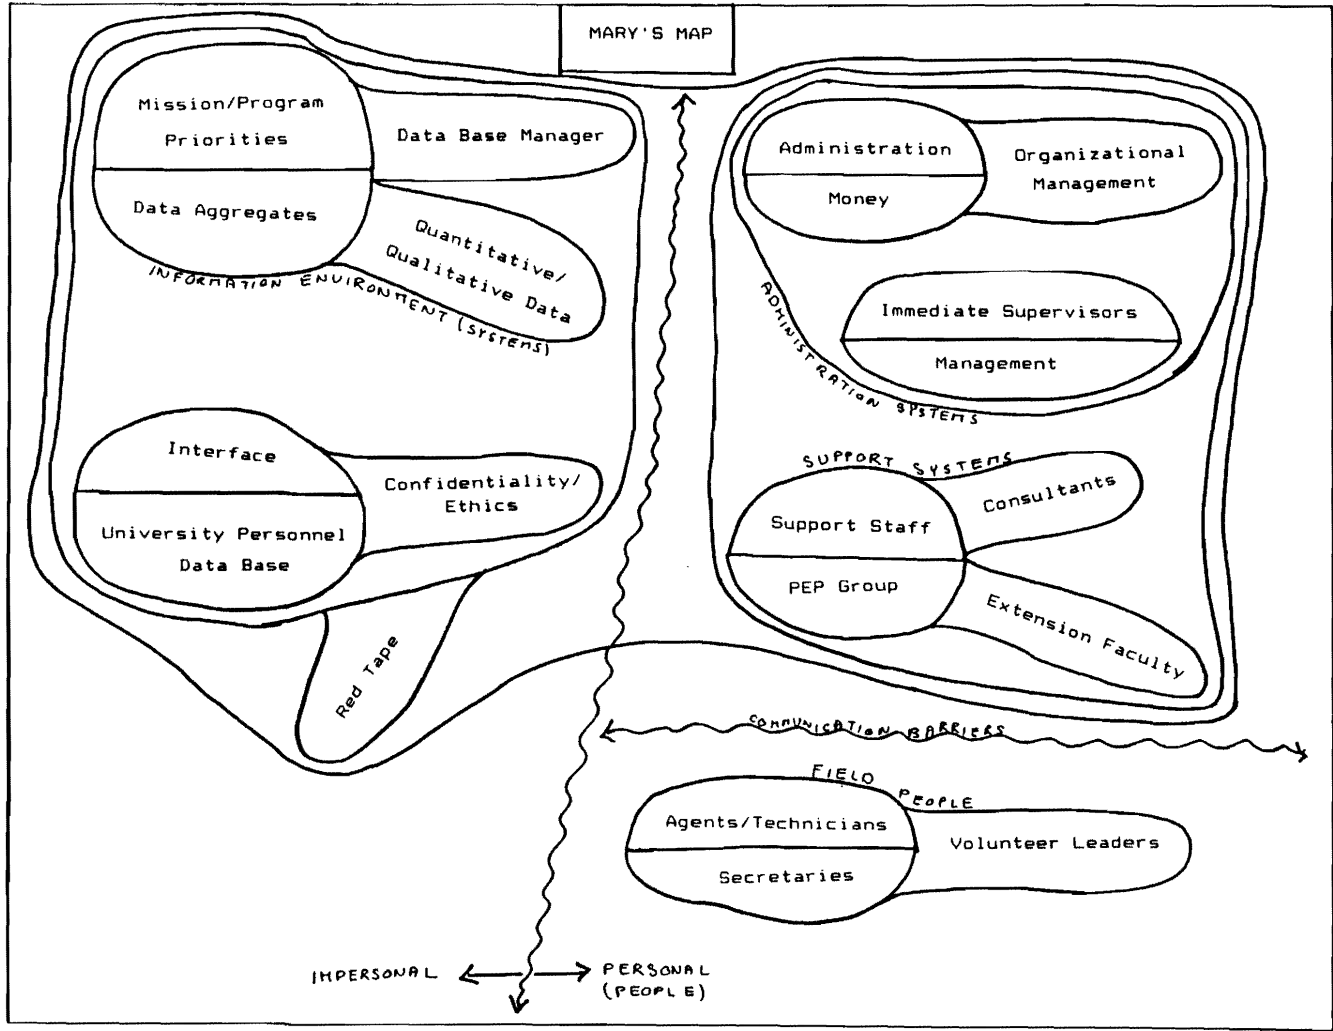 MARY'S MAP
Mission/Program
Priorities
Data Aggregates
Data Base Manager
Quantitative/
Qualitative Data
INFORMATION ENVIRONMENT (SYSTEMS)
Interface
University Personnel
Data Base
Confidentiality/
Ethics
Red Tape
Administration
Money
Organizational
Management
Immediate Supervisors
Management
ADMINISTRATION SYSTEMS
SUPPORT SYSTEMS
Support Staff
PEP Group
Consultants
Extension Faculty
COMMUNICATION BARRIERS
FIELD PEOPLE
Agents/Technicians
Secretaries
Volunteer Leaders
IMPERSONAL
PERSONAL
(PEOPLE)